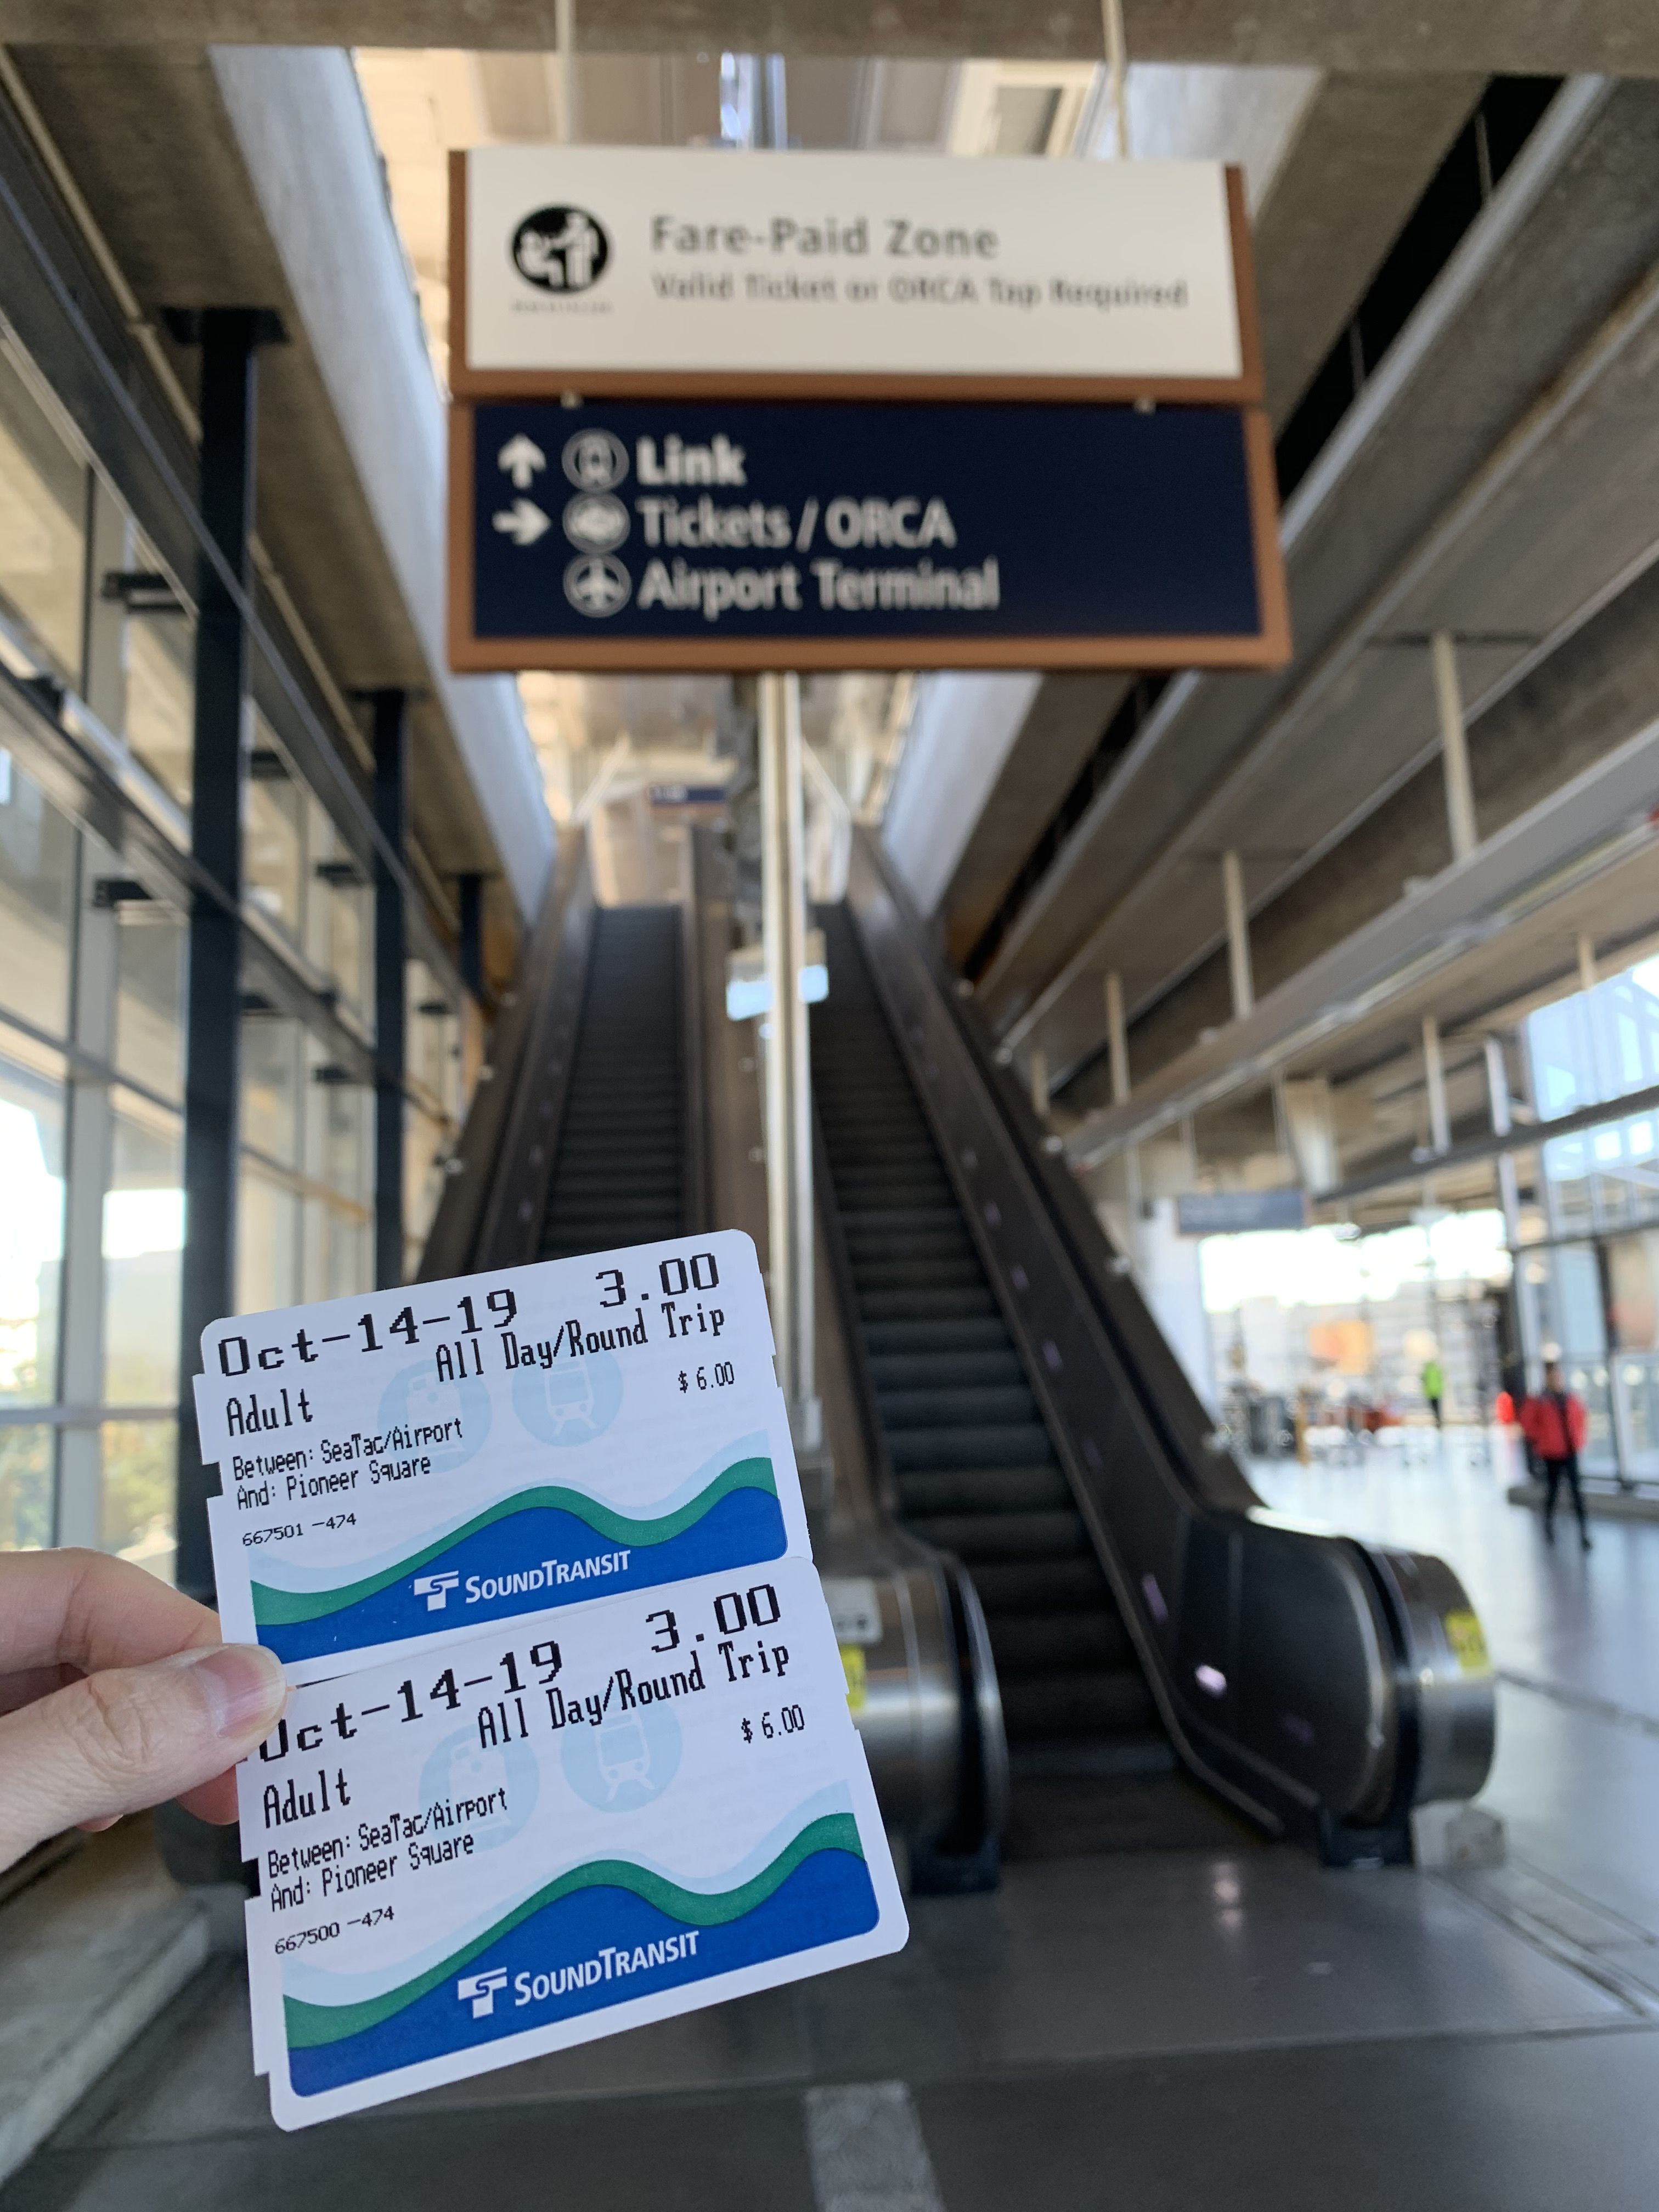 Fare-Paid Zone
Valid Ticket or ORCA Tap Required
Link
Tickets / ORCA
Airport Terminal
Oct-14-19 3.00
All Day/Round Trip
Adult $ 6.00
Between: SeaTac/Airport
And: Pioneer Square
667501 -474
SOUNDTRANSIT
Oct-14-19 3.00
All Day/Round Trip
Adult $ 6.00
Between: SeaTac/Airport
And: Pioneer Square
667500 -474
SOUNDTRANSIT